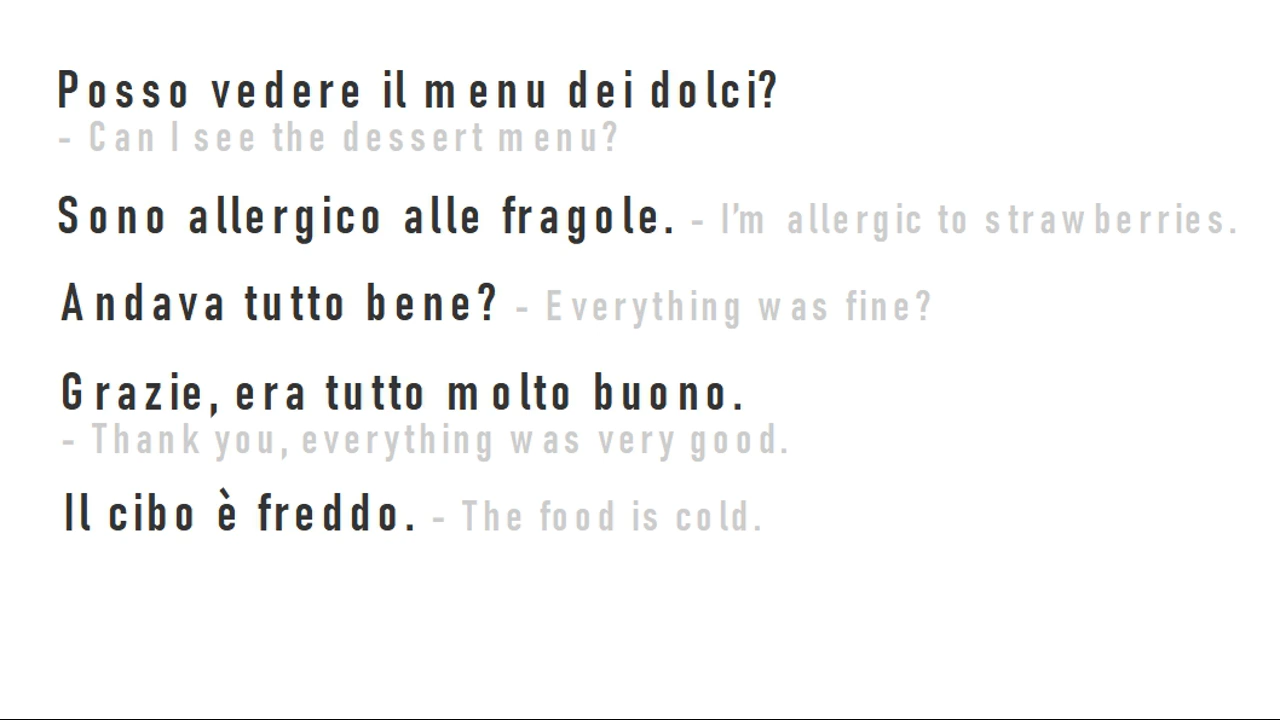 Posso vedere il menu dei dolci?
- Can I see the dessert menu?
Sono allergico alle fragole. - I'm allergic to strawberries.
Andava tutto bene? - Everything was fine?
Grazie, era tutto molto buono.
- Thank you, everything was very good.
Il cibo è freddo. - The food is cold.